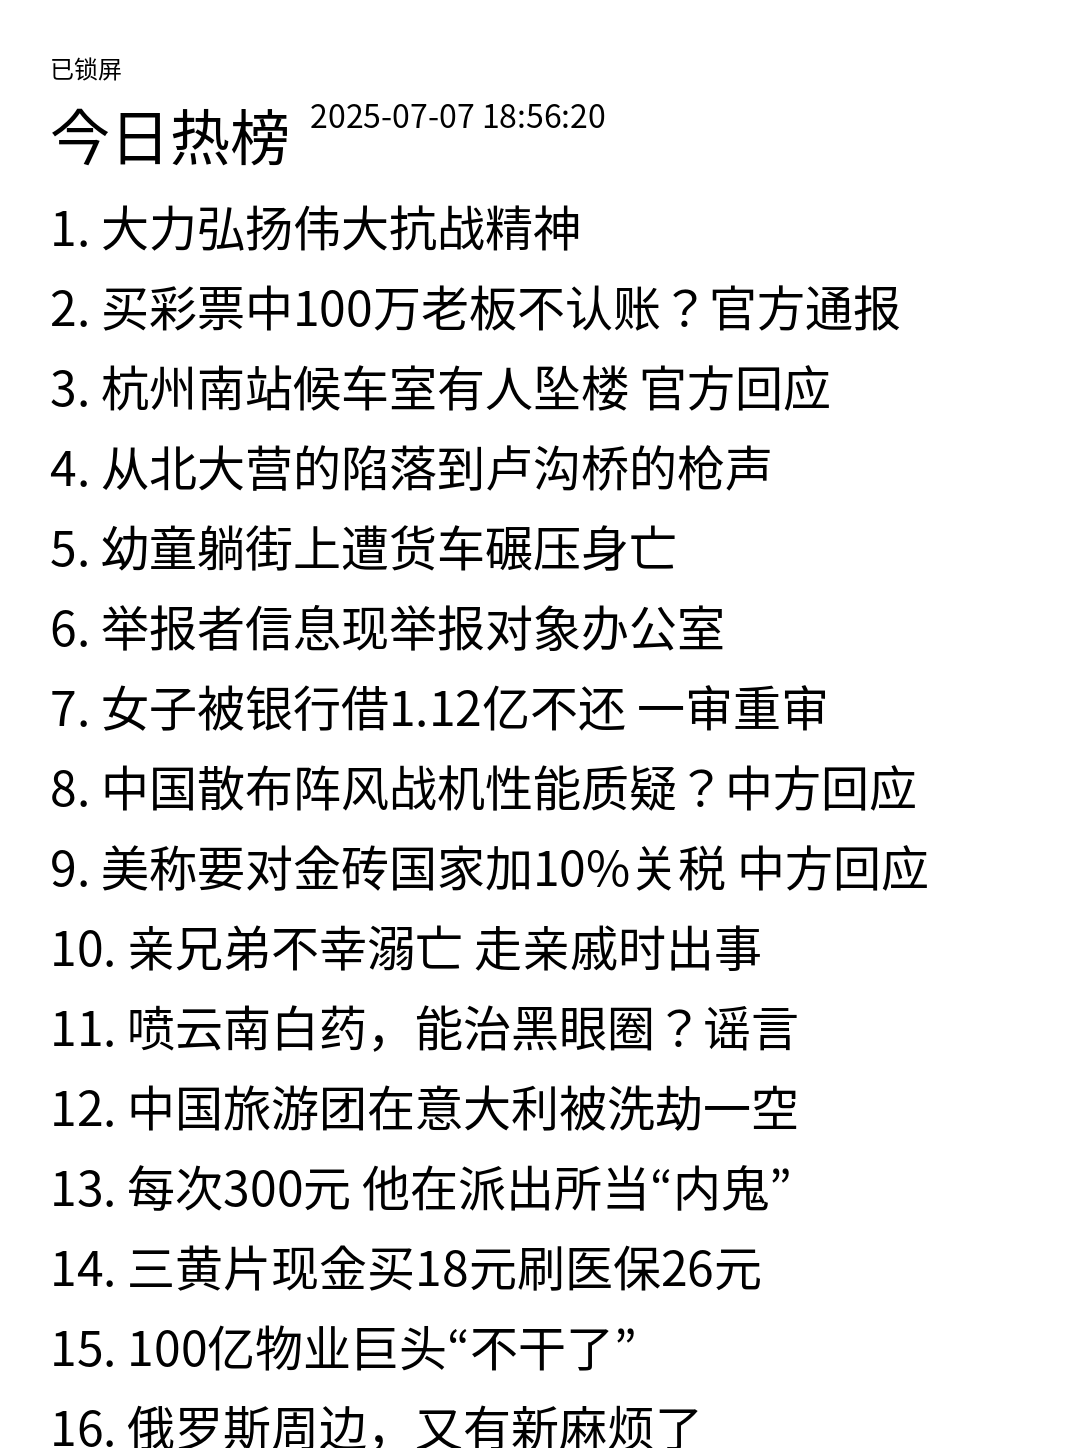 已锁屏
今日热榜 2025-07-07 18:56:20
1. 大力弘扬伟大抗战精神
2. 买彩票中100万老板不认账？官方通报
3. 杭州南站候车室有人坠楼 官方回应
4. 从北大营的陷落到卢沟桥的枪声
5. 幼童躺街上遭货车碾压身亡
6. 举报者信息现举报对象办公室
7. 女子被银行借1.12亿不还 一审重审
8. 中国散布阵风战机性能质疑？中方回应
9. 美称要对金砖国家加10%关税 中方回应
10. 亲兄弟不幸溺亡 走亲戚时出事
11. 喷云南白药，能治黑眼圈？谣言
12. 中国旅游团在意大利被洗劫一空
13. 每次300元 他在派出所当“内鬼”
14. 三黄片现金买18元刷医保26元
15. 100亿物业巨头“不干了”
16. 俄罗斯周边，又有新麻烦了